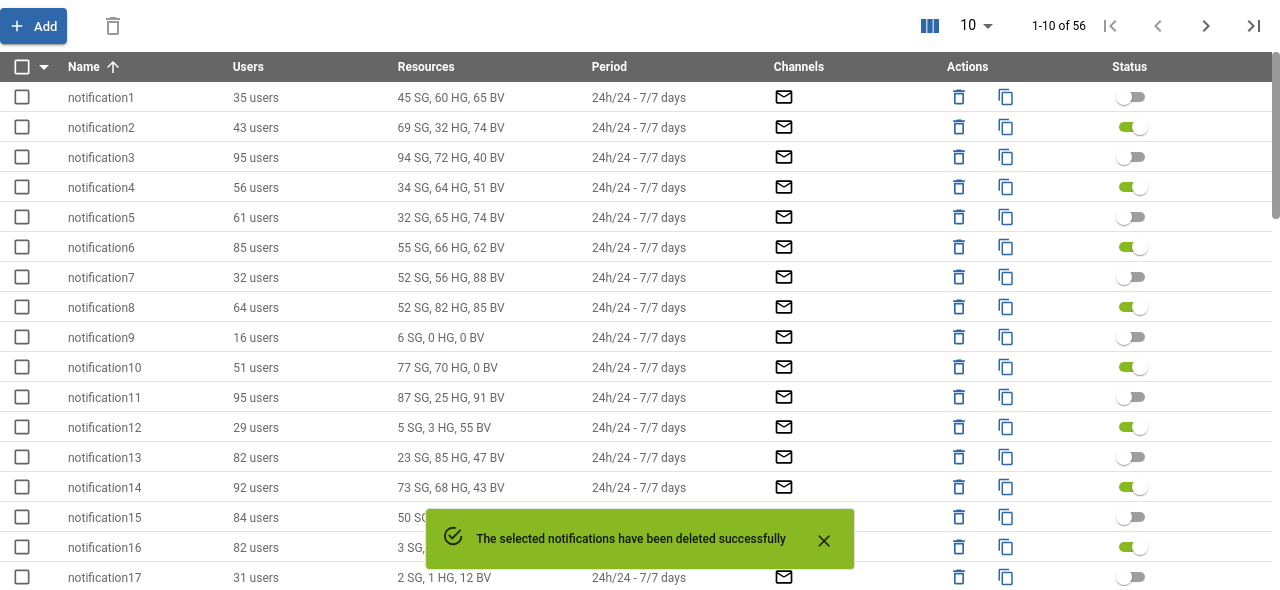 Add 10 1-10 of 56
Name Users Resources Period Channels Actions Status
notification1 35 users 45 SG, 60 HG, 65 BV 24h/24 - 7/7 days
notification2 43 users 69 SG, 32 HG, 74 BV 24h/24 - 7/7 days
notification3 95 users 94 SG, 72 HG, 40 BV 24h/24 - 7/7 days
notification4 56 users 34 SG, 64 HG, 51 BV 24h/24 - 7/7 days
notification5 61 users 32 SG, 65 HG, 74 BV 24h/24 - 7/7 days
notification6 85 users 55 SG, 66 HG, 62 BV 24h/24 - 7/7 days
notification7 32 users 52 SG, 56 HG, 88 BV 24h/24 - 7/7 days
notification8 64 users 52 SG, 82 HG, 85 BV 24h/24 - 7/7 days
notification9 16 users 6 SG, 0 HG, 0 BV 24h/24 - 7/7 days
notification10 51 users 77 SG, 70 HG, 0 BV 24h/24 - 7/7 days
notification11 95 users 87 SG, 25 HG, 91 BV 24h/24 - 7/7 days
notification12 29 users 5 SG, 3 HG, 55 BV 24h/24 - 7/7 days
notification13 82 users 23 SG, 85 HG, 47 BV 24h/24 - 7/7 days
notification14 92 users 73 SG, 68 HG, 43 BV 24h/24 - 7/7 days
notification15 84 users 50
The selected notifications have been deleted successfully
notification16 82 users 3 SG,
notification17 31 users 2 SG, 1 HG, 12 BV 24h/24 - 7/7 days